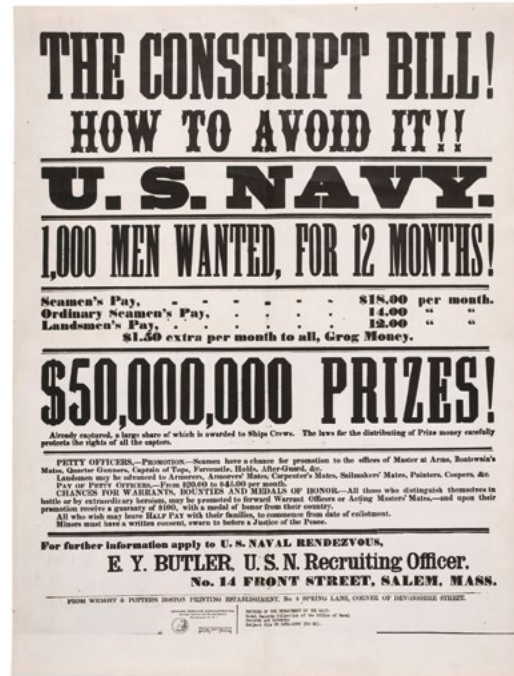 THE CONSCRIPT BILL!
HOW TO AVOID IT!!
U. S. NAVY.
1,000 MEN WANTED, FOR 12 MONTHS!
Seamen's Pay, - - - - - - $18.00 per month.
Ordinary Seamen's Pay, . . . . . 14.00 " "
Landsmen's Pay, . . . . . . 12.00 " "
$1.50 extra per month to all, Grog Money.
$50,000,000 PRIZES!
Already captured, a large share of which is awarded to Ships Crews. The laws for the distributing of Prize money carefully
protects the rights of all the captors.
PETTY OFFICERS,—PROMOTION.—Seamen have a chance for promotion to the offices of Master at Arms, Boatswain's
Mates, Quarter Gunners, Captain of Tops, Forecastle, Holds, After-Guard, &c.
Landsmen may be advanced to Armorers, Armorers' Mates, Carpenter's Mates, Sailmakers' Mates, Painters, Coopers, &c.
PAY OF PETTY OFFICERS,—From $20.00 to $45.00 per month.
CHANCES FOR WARRANTS, BOUNTIES AND MEDALS OF HONOR.—All those who distinguish themselves in
battle or by extraordinary heroism, may be promoted to forward Warrant Officers or Acting Masters' Mates,—and upon their
promotion receive a guaranty of $100, with a medal of honor from their country.
All who wish may leave HALF PAY with their families, to commence from date of enlistment.
Minors must have a written consent, sworn to before a Justice of the Peace.
For further information apply to U. S. NAVAL RENDEZVOUS,
E. Y. BUTLER, U. S. N. Recruiting Officer,
No. 14 FRONT STREET, SALEM, MASS.
FROM WRIGHT & POTTER'S BOSTON PRINTING ESTABLISHMENT, No. 4 SPRING LANE, CORNER OF DEVONSHIRE STREET.